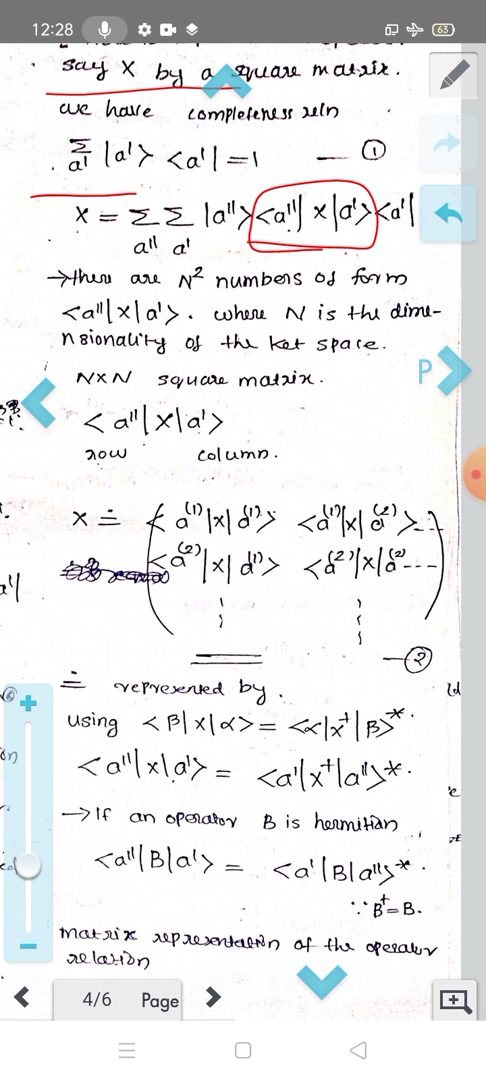 12:28
63
say X by a square matrix.
we have completeness reln
Σ a' |a'> <a'| = 1 — ①
X = Σ Σ |a''> <a''| X |a'> <a'|
a'' a'
→ there are N² numbers of form
<a''|X|a'>. where N is the dime-
nsionality of the ket space.
P
N×N square matrix.
<a''|X|a'>
row column.
X ≐ ( <a⁽¹⁾|X|a⁽¹⁾> <a⁽¹⁾|X|a⁽²⁾> ---
<a⁽²⁾|X|a⁽¹⁾> <a⁽²⁾|X|a⁽²⁾ --- )
— ②
≐ represented by.
using <β|X|α> = <α|X⁺|β>*.
<a''|X|a'> = <a'|X⁺|a''>*.
→ If an operator B is hermitian
<a''|B|a'> = <a'|B|a''>*.
∵ B⁺=B.
matrix representation of the operator
relation
4/6 Page